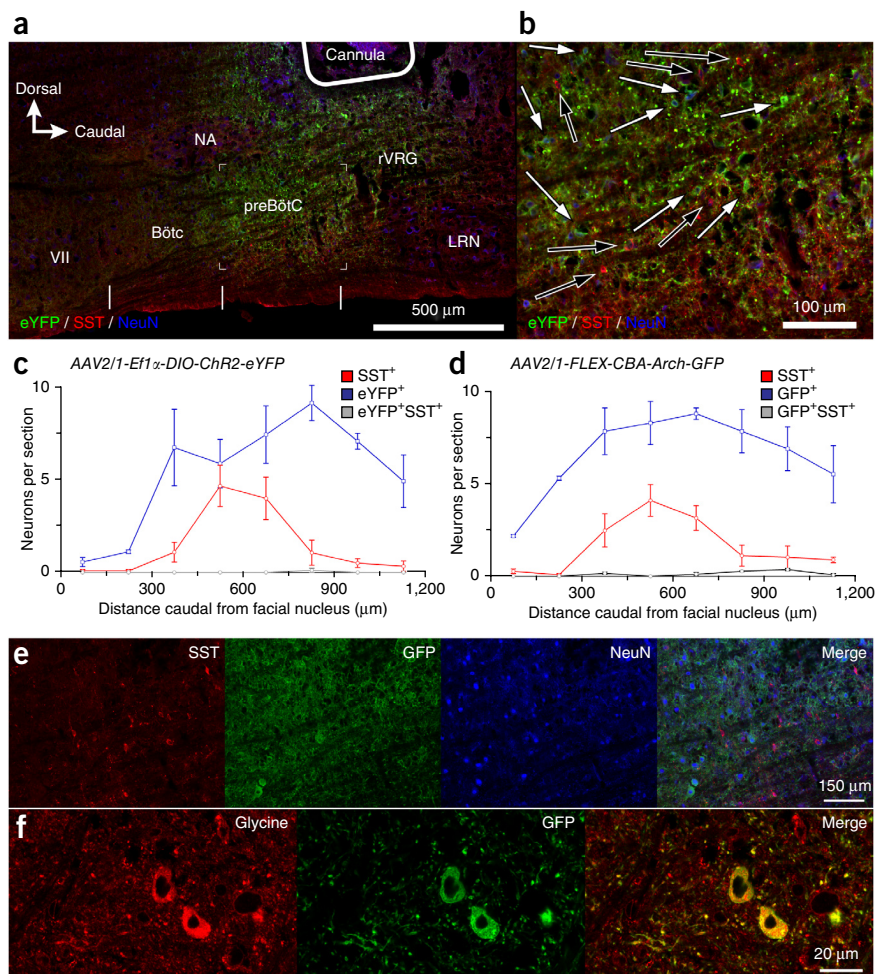 a
Cannula
Dorsal
Caudal
NA
rVRG
preBötC
Bötc
LRN
VII
eYFP / SST / NeuN
500 μm
b
eYFP / SST / NeuN
100 μm
c
AAV2/1-Ef1α-DIO-ChR2-eYFP
SST+
eYFP+
eYFP+SST+
10
5
0
Neurons per section
0 300 600 900 1,200
Distance caudal from facial nucleus (μm)
d
AAV2/1-FLEX-CBA-Arch-GFP
SST+
GFP+
GFP+SST+
10
5
0
Neurons per section
0 300 600 900 1,200
Distance caudal from facial nucleus (μm)
e
SST GFP NeuN Merge
150 μm
f
Glycine GFP Merge
20 μm